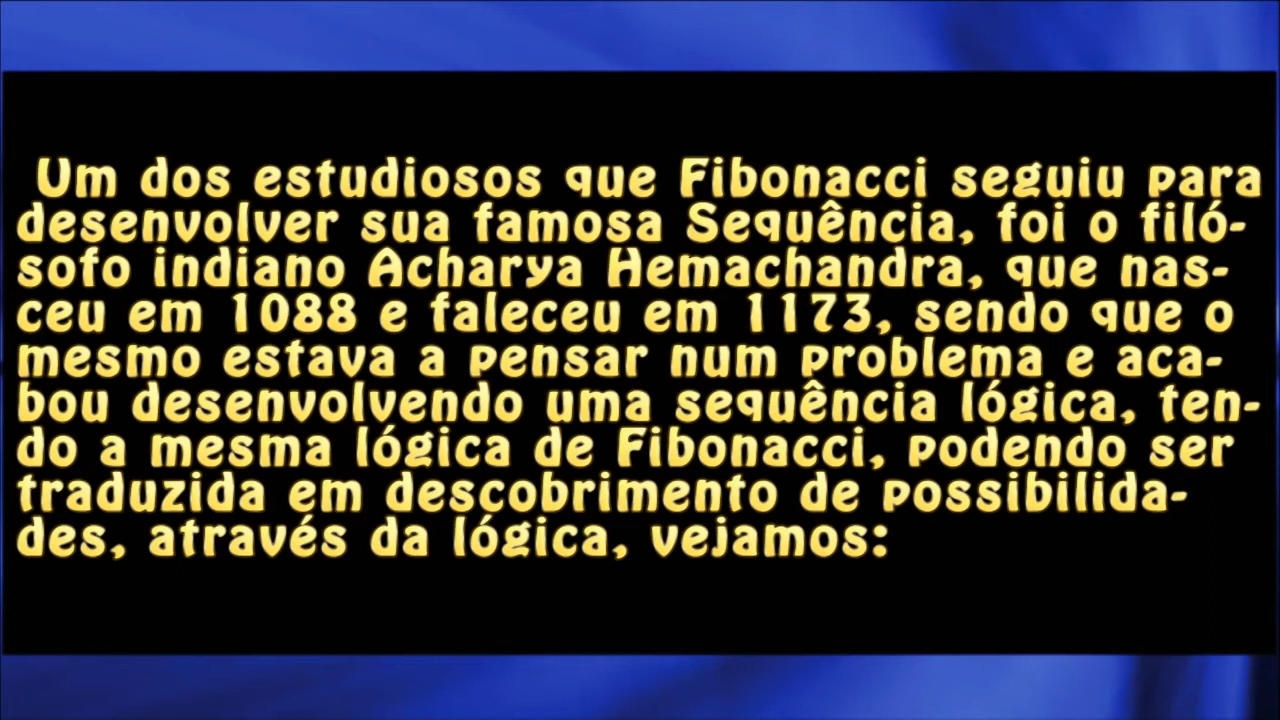 Um dos estudiosos que Fibonacci seguiu para
desenvolver sua famosa Sequência, foi o filó-
sofo indiano Acharya Hemachandra, que nas-
ceu em 1088 e faleceu em 1173, sendo que o
mesmo estava a pensar num problema e aca-
bou desenvolvendo uma sequência lógica, ten-
do a mesma lógica de Fibonacci, podendo ser
traduzida em descobrimento de possibilida-
des, através da lógica, vejamos: